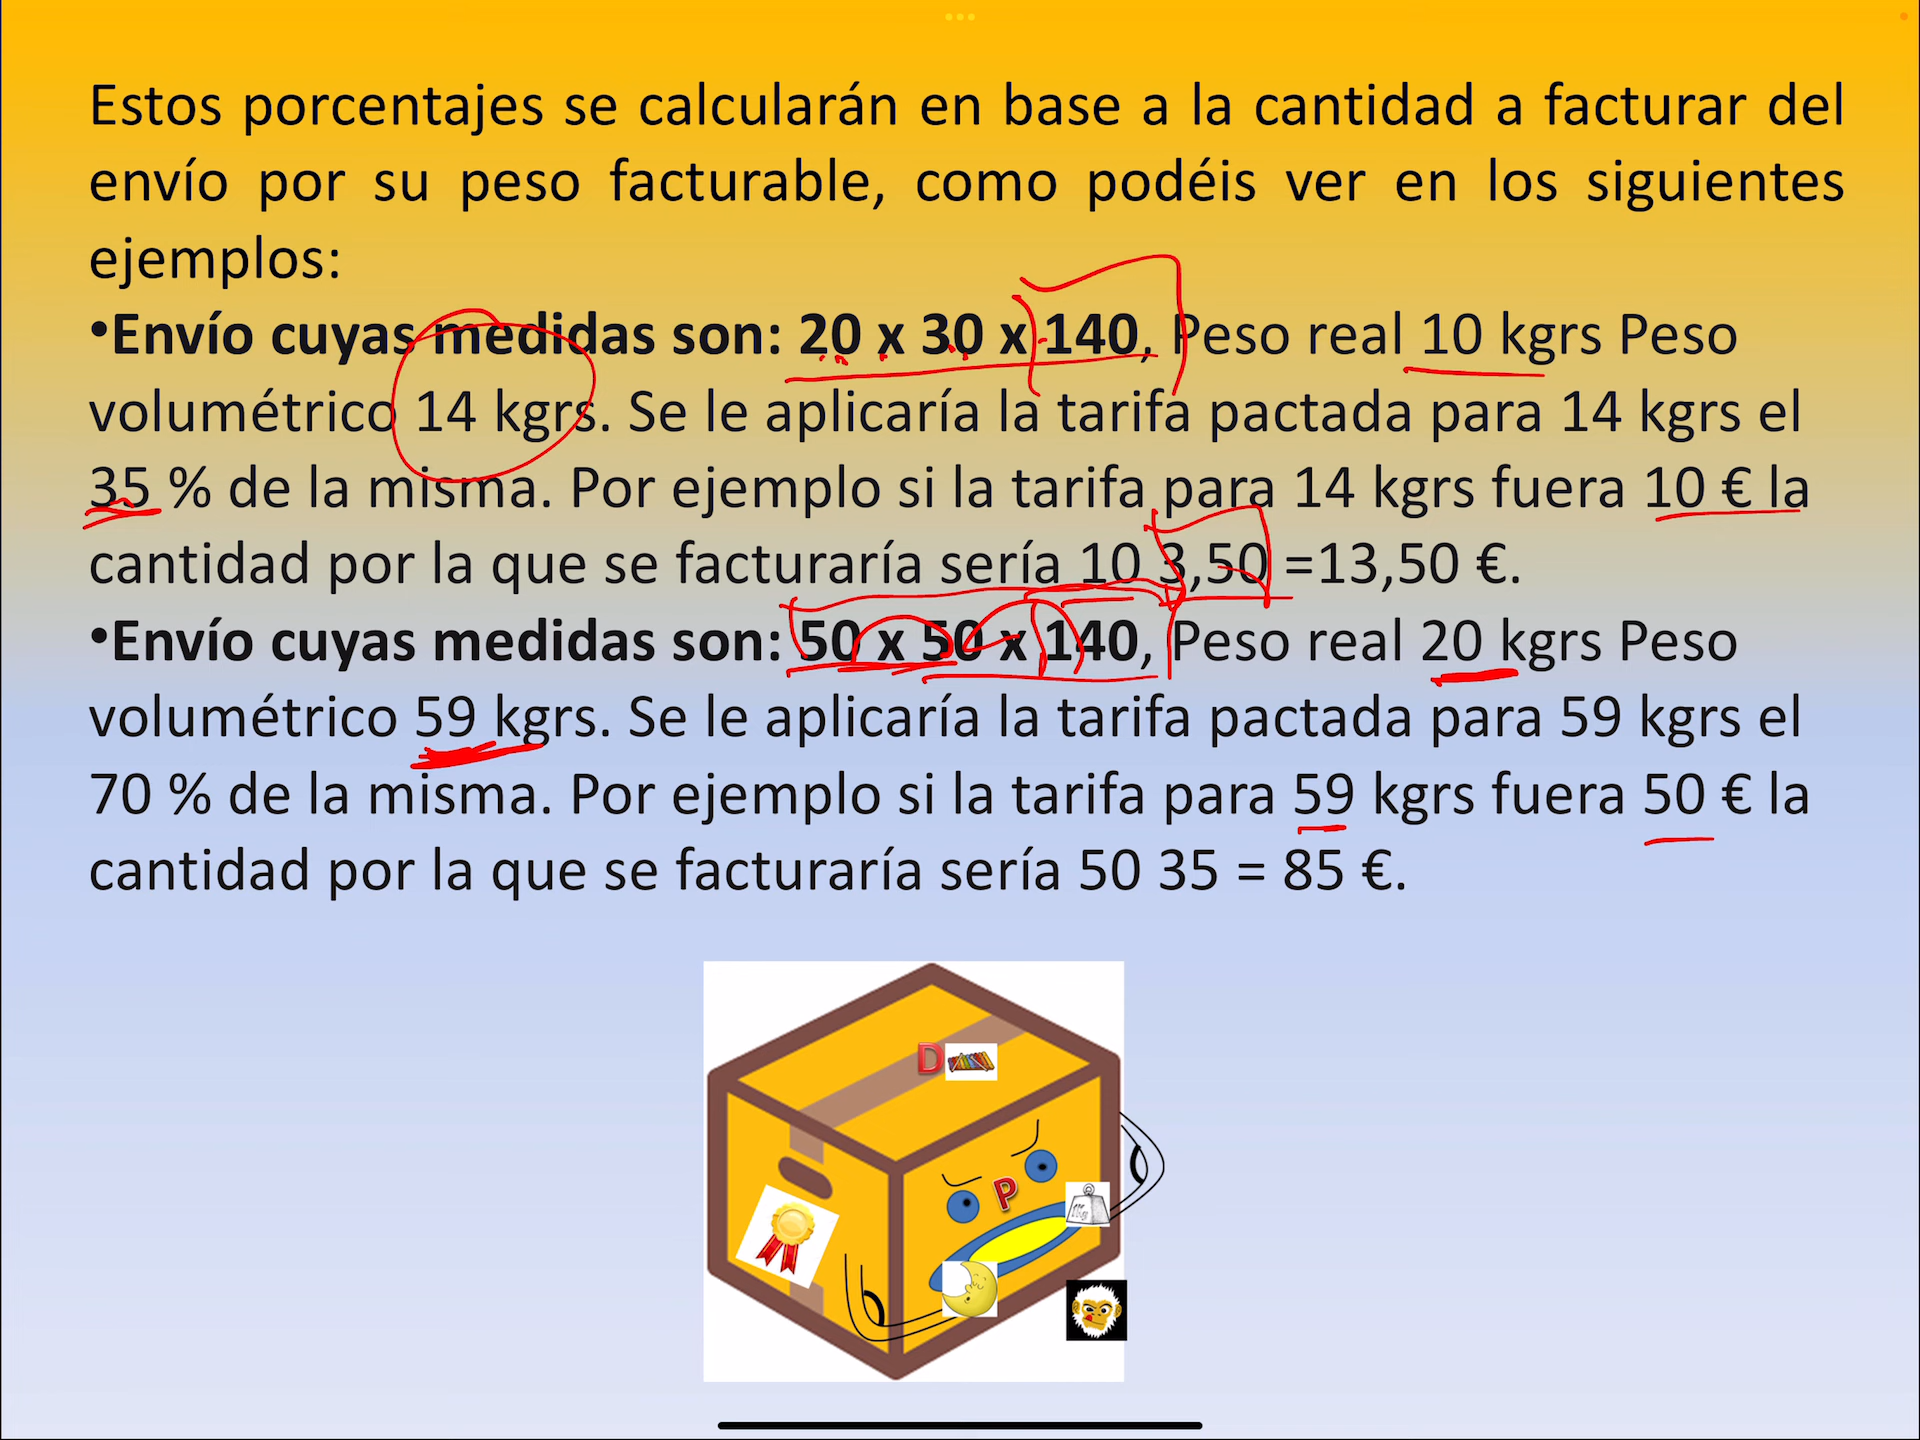 Estos porcentajes se calcularán en base a la cantidad a facturar del
envío por su peso facturable, como podéis ver en los siguientes
ejemplos:
•Envío cuyas medidas son: 20 x 30 x 140, Peso real 10 kgrs Peso
volumétrico 14 kgrs. Se le aplicaría la tarifa pactada para 14 kgrs el
35 % de la misma. Por ejemplo si la tarifa para 14 kgrs fuera 10 € la
cantidad por la que se facturaría sería 10 3,50 =13,50 €.
•Envío cuyas medidas son: 50 x 50 x 140, Peso real 20 kgrs Peso
volumétrico 59 kgrs. Se le aplicaría la tarifa pactada para 59 kgrs el
70 % de la misma. Por ejemplo si la tarifa para 59 kgrs fuera 50 € la
cantidad por la que se facturaría sería 50 35 = 85 €.
D
P